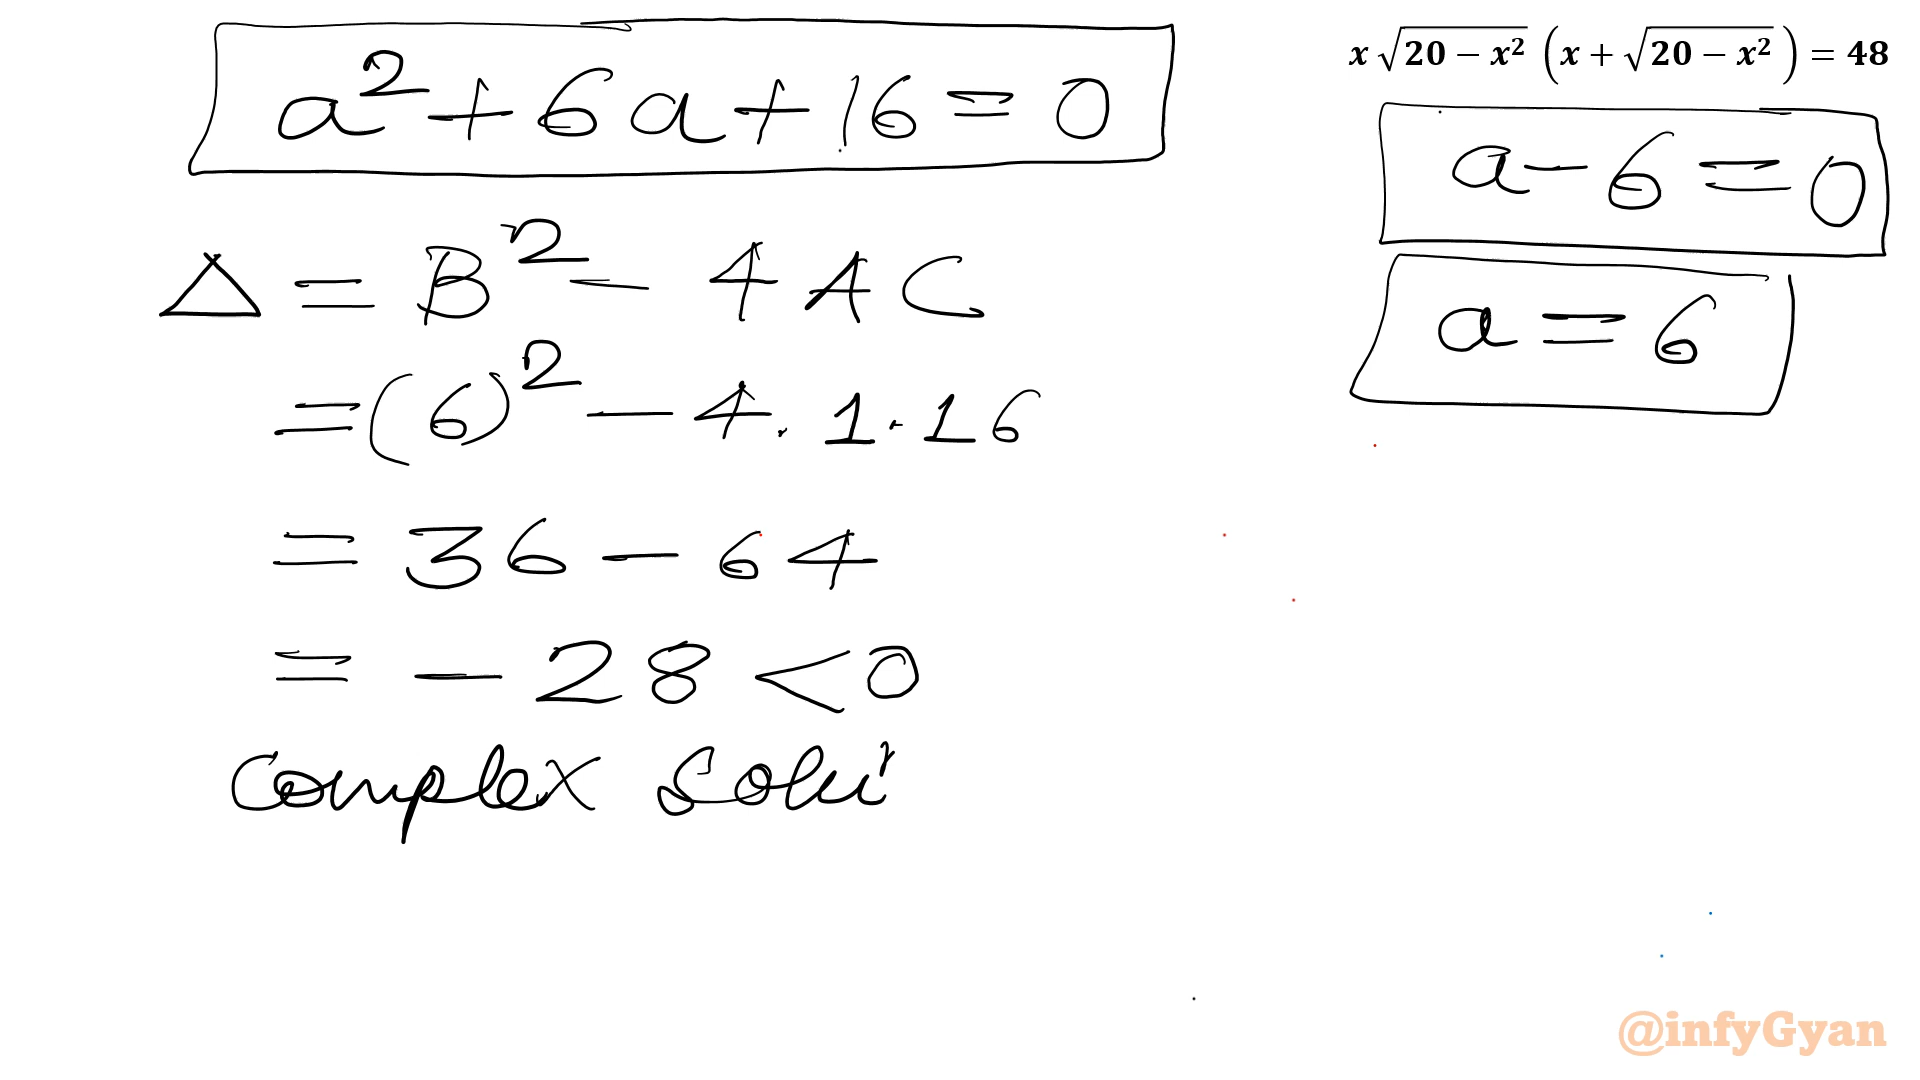 a² + 6a + 16 = 0
x √(20 − x²) (x + √(20 − x²)) = 48
a − 6 = 0
a = 6
Δ = B² − 4AC
= (6)² − 4 . 1 . 16
= 36 − 64
= − 28 < 0
complex
@infyGyan